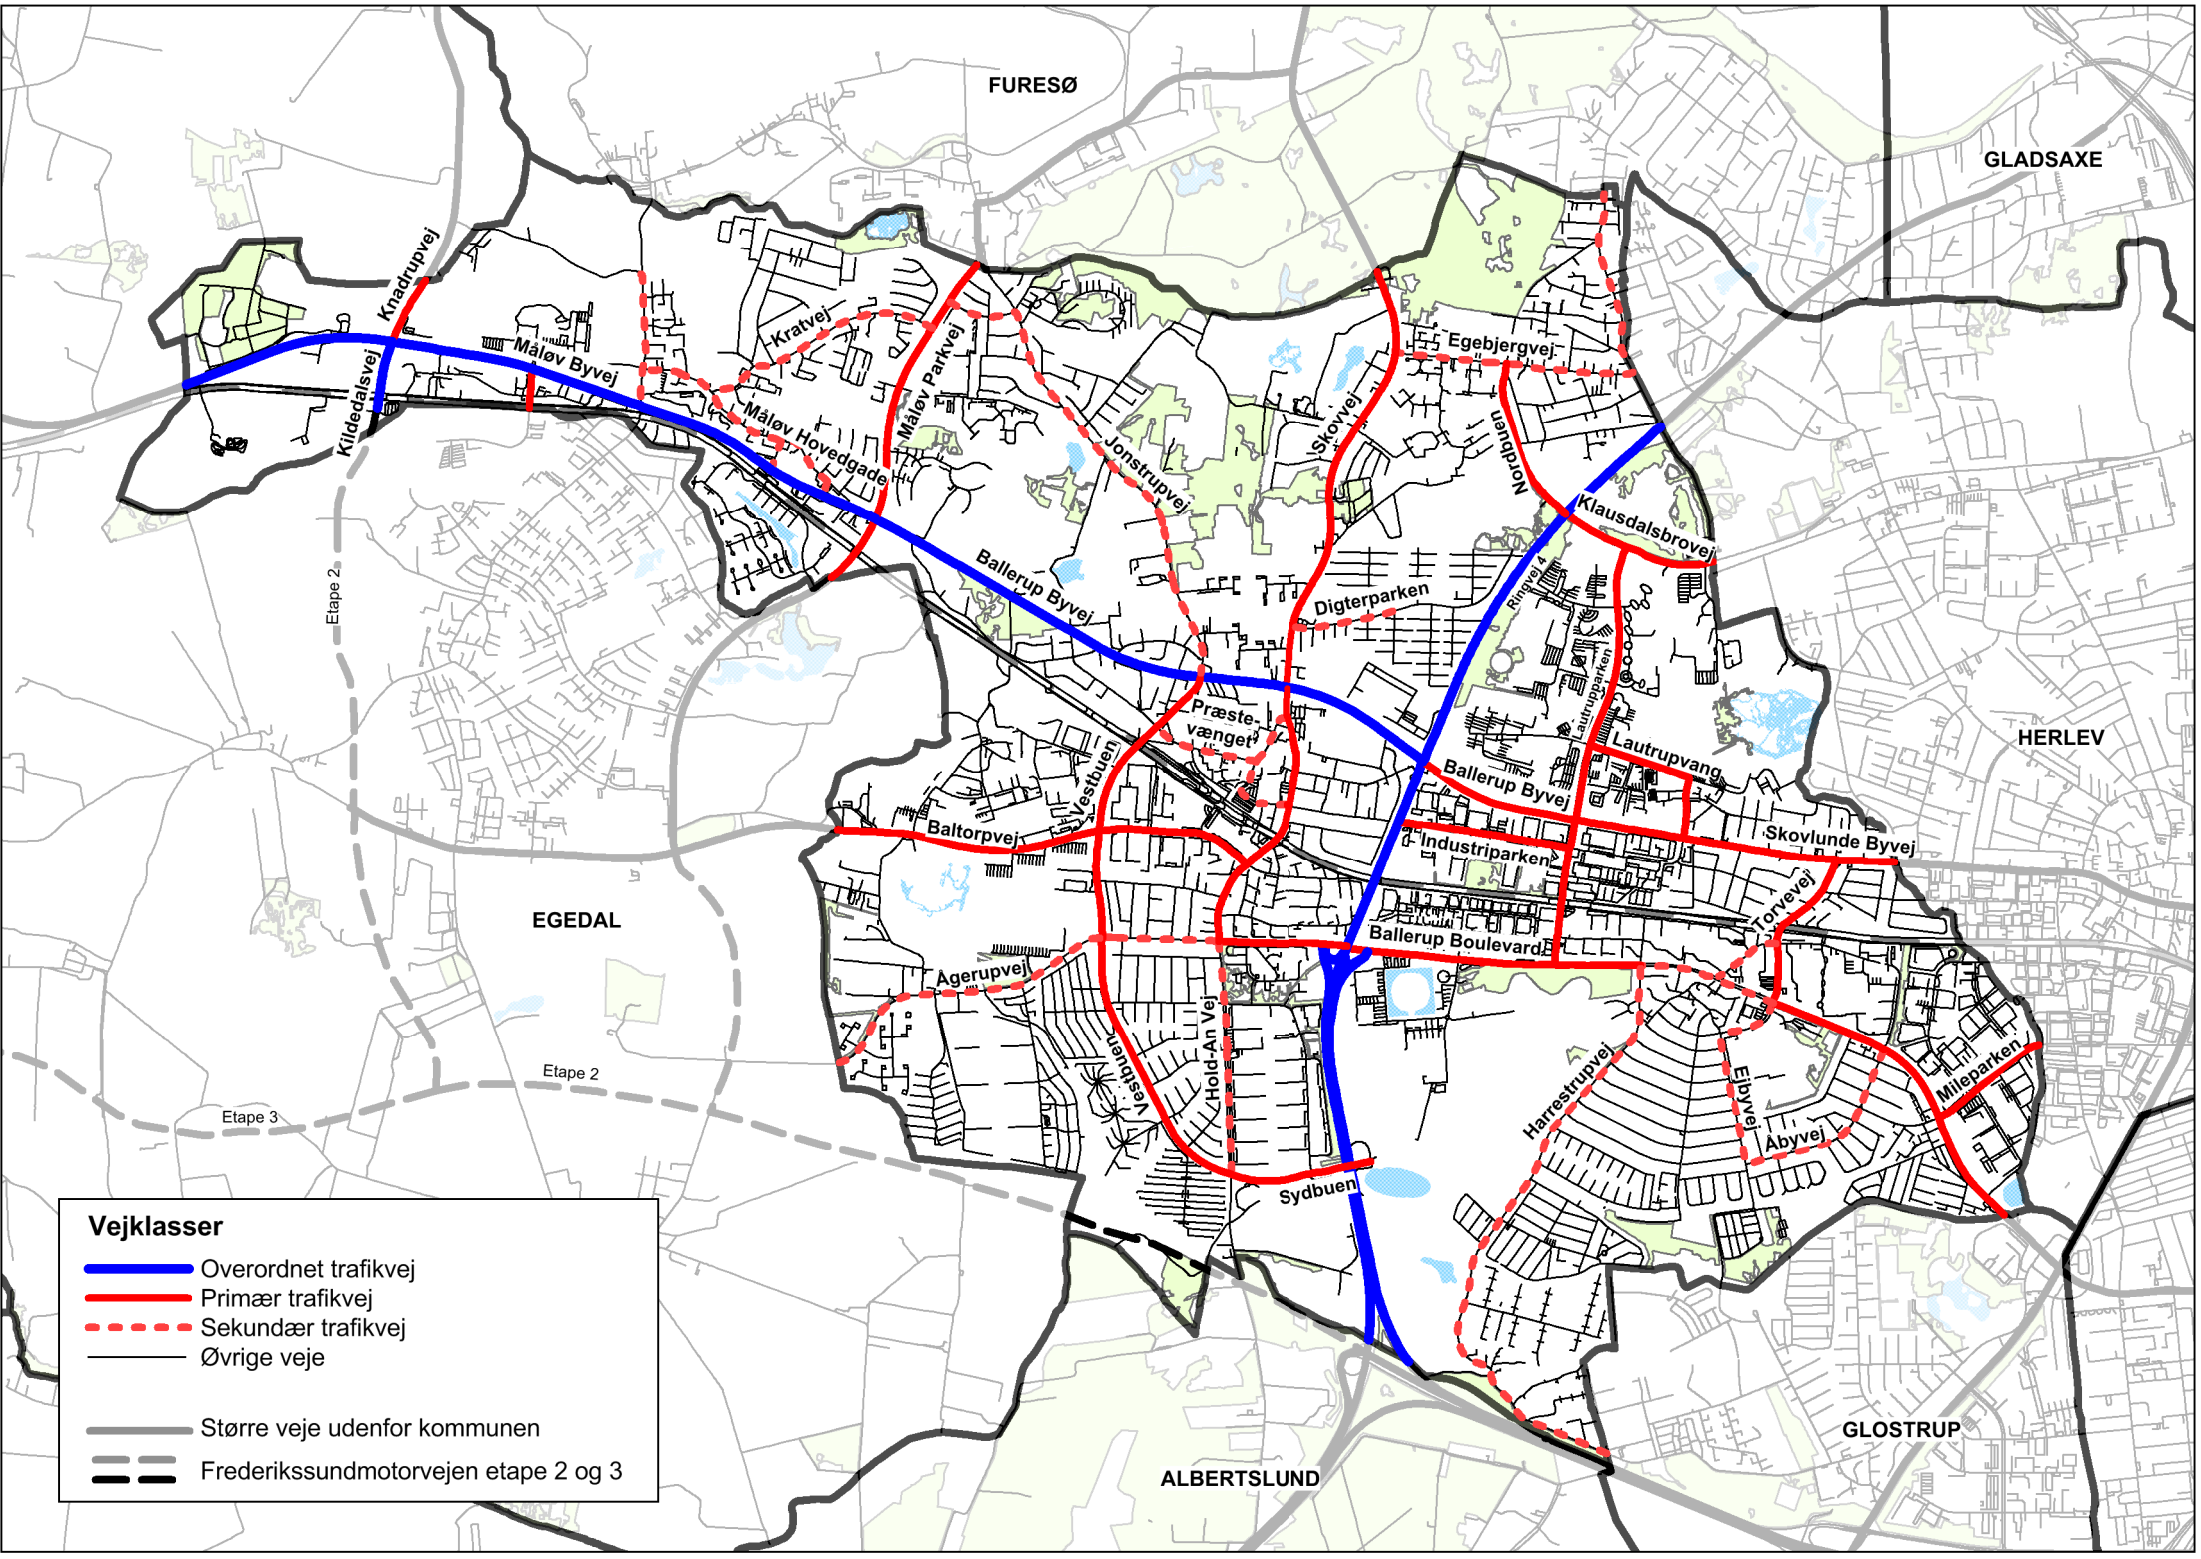 FURESØ
GLADSAXE
Knadrupvej
Kratvej
Måløv Byvej
Kildedalsvej
Måløv Parkvej
Egebjergvej
Måløv Hovedgade
Skovvej
Jonstrupvej
Nordbuen
Klausdalsbrovej
Etape 2
Ballerup Byvej
Ringvej 4
Digterparken
Lautrupparken
Præste-
vænget
HERLEV
Lautrupvang
Vestbuen
Ballerup Byvej
Baltorpvej
Skovlunde Byvej
Industriparken
EGEDAL
Torvevej
Ballerup Boulevard
Ågerupvej
Hold-An Vej
Vestbuen
Etape 2
Harrestrupvej
Mileparken
Ejbyvej
Etape 3
Åbyvej
Sydbuen
Vejklasser
Overordnet trafikvej
Primær trafikvej
Sekundær trafikvej
Øvrige veje
Større veje udenfor kommunen
Frederikssundmotorvejen etape 2 og 3
GLOSTRUP
ALBERTSLUND